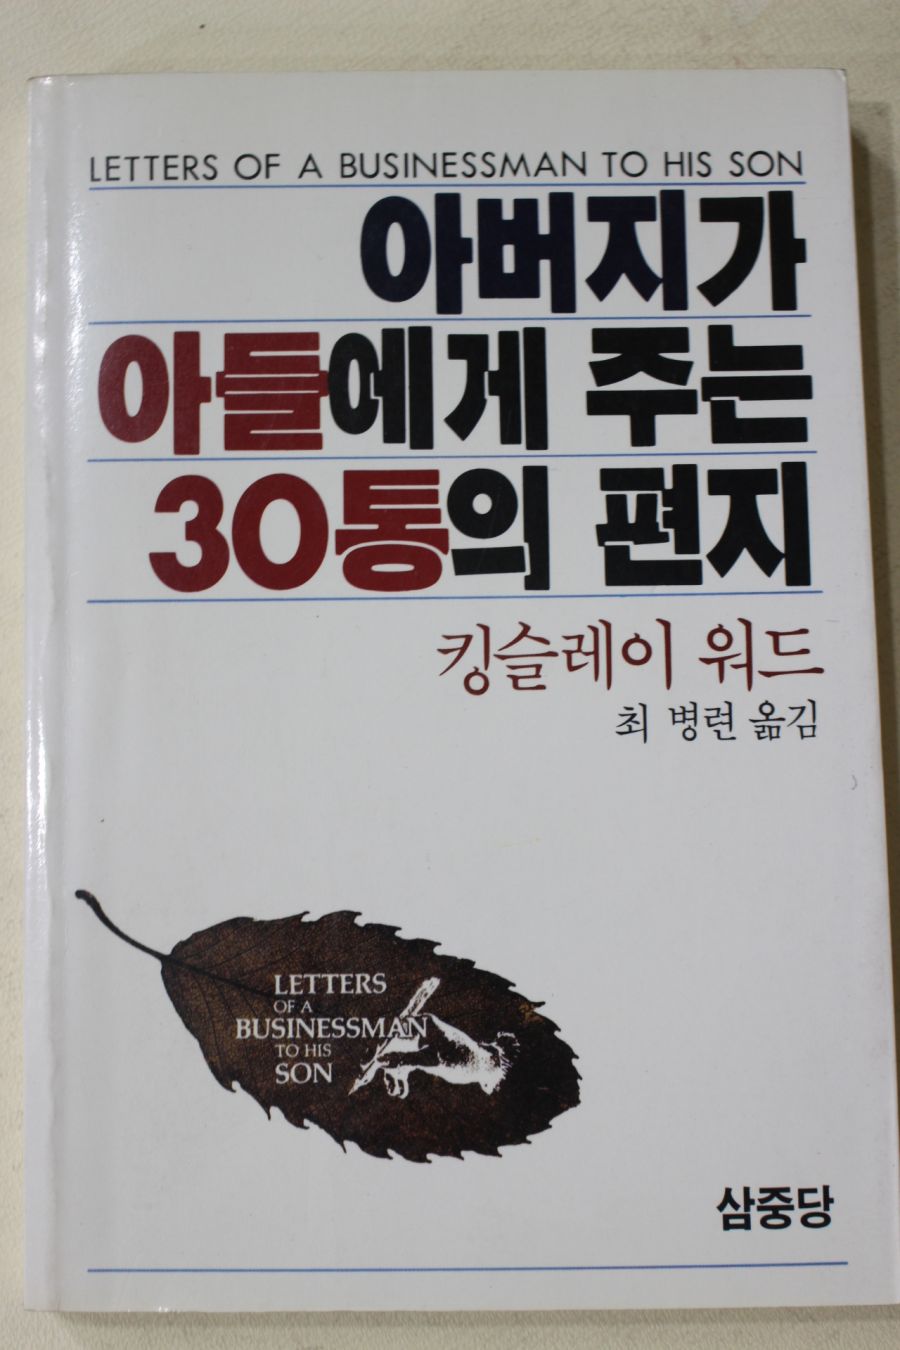 LETTERS OF A BUSINESSMAN TO HIS SON
아버지가
아들에게 주는
30통의 편지
킹슬레이 워드
최 병련 옮김
LETTERS
OF A
BUSINESSMAN
TO HIS
SON
삼중당